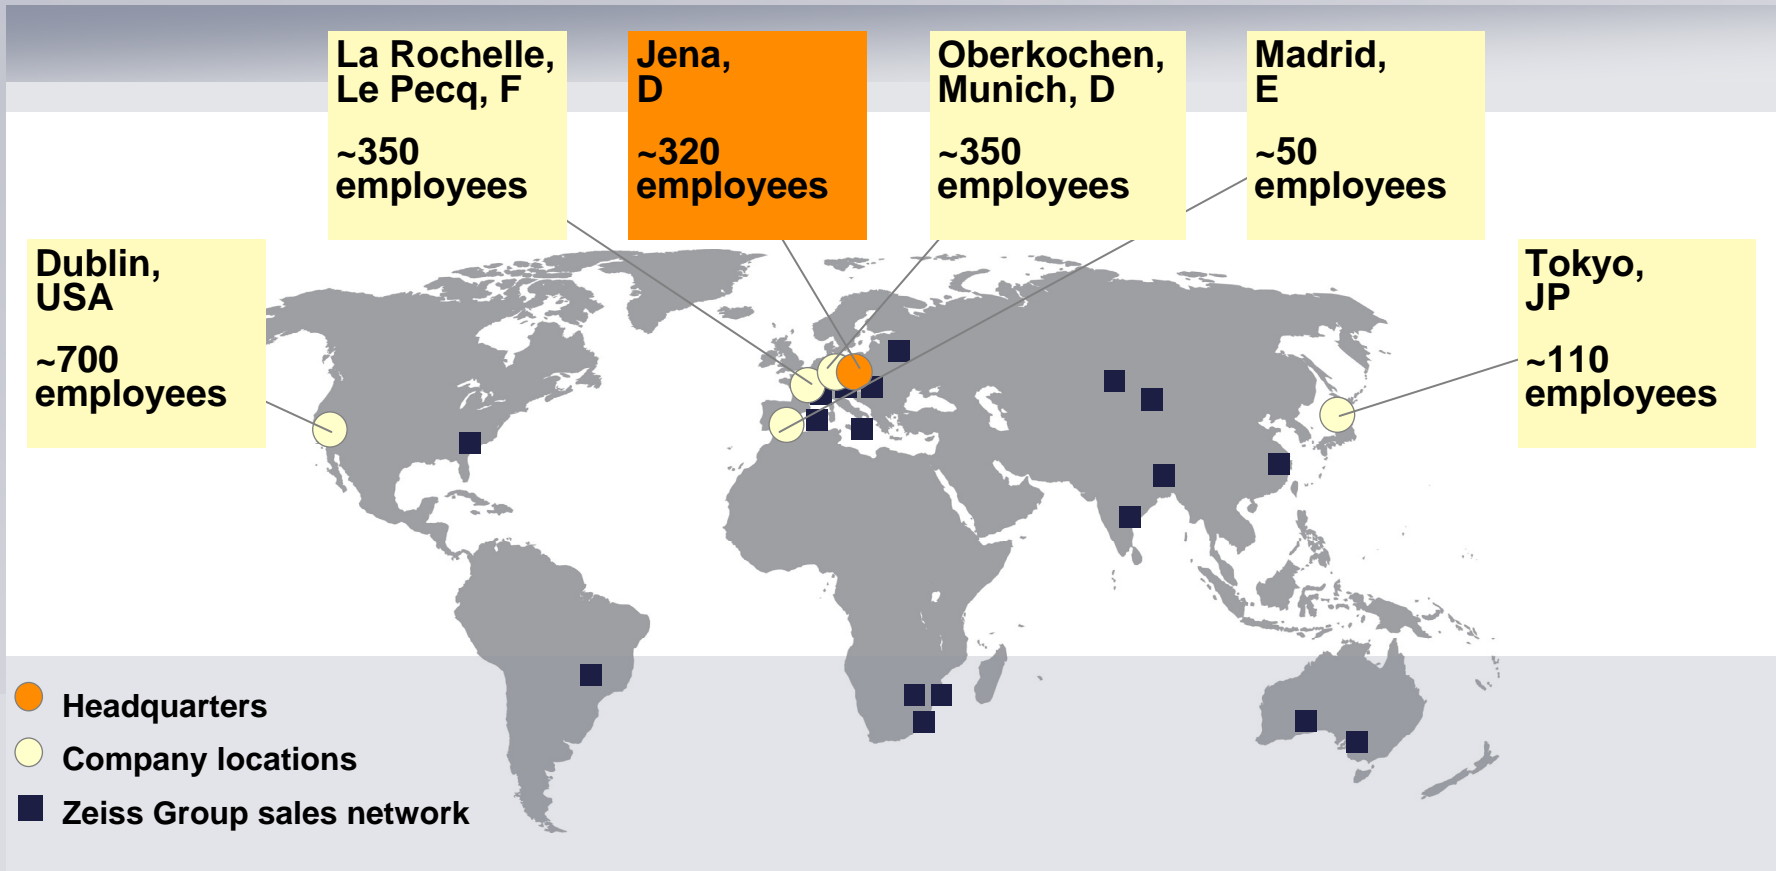 La Rochelle,
Le Pecq, F
~350
employees
Jena,
D
~320
employees
Oberkochen,
Munich, D
~350
employees
Madrid,
E
~50
employees
Dublin,
USA
~700
employees
Tokyo,
JP
~110
employees
Headquarters
Company locations
Zeiss Group sales network